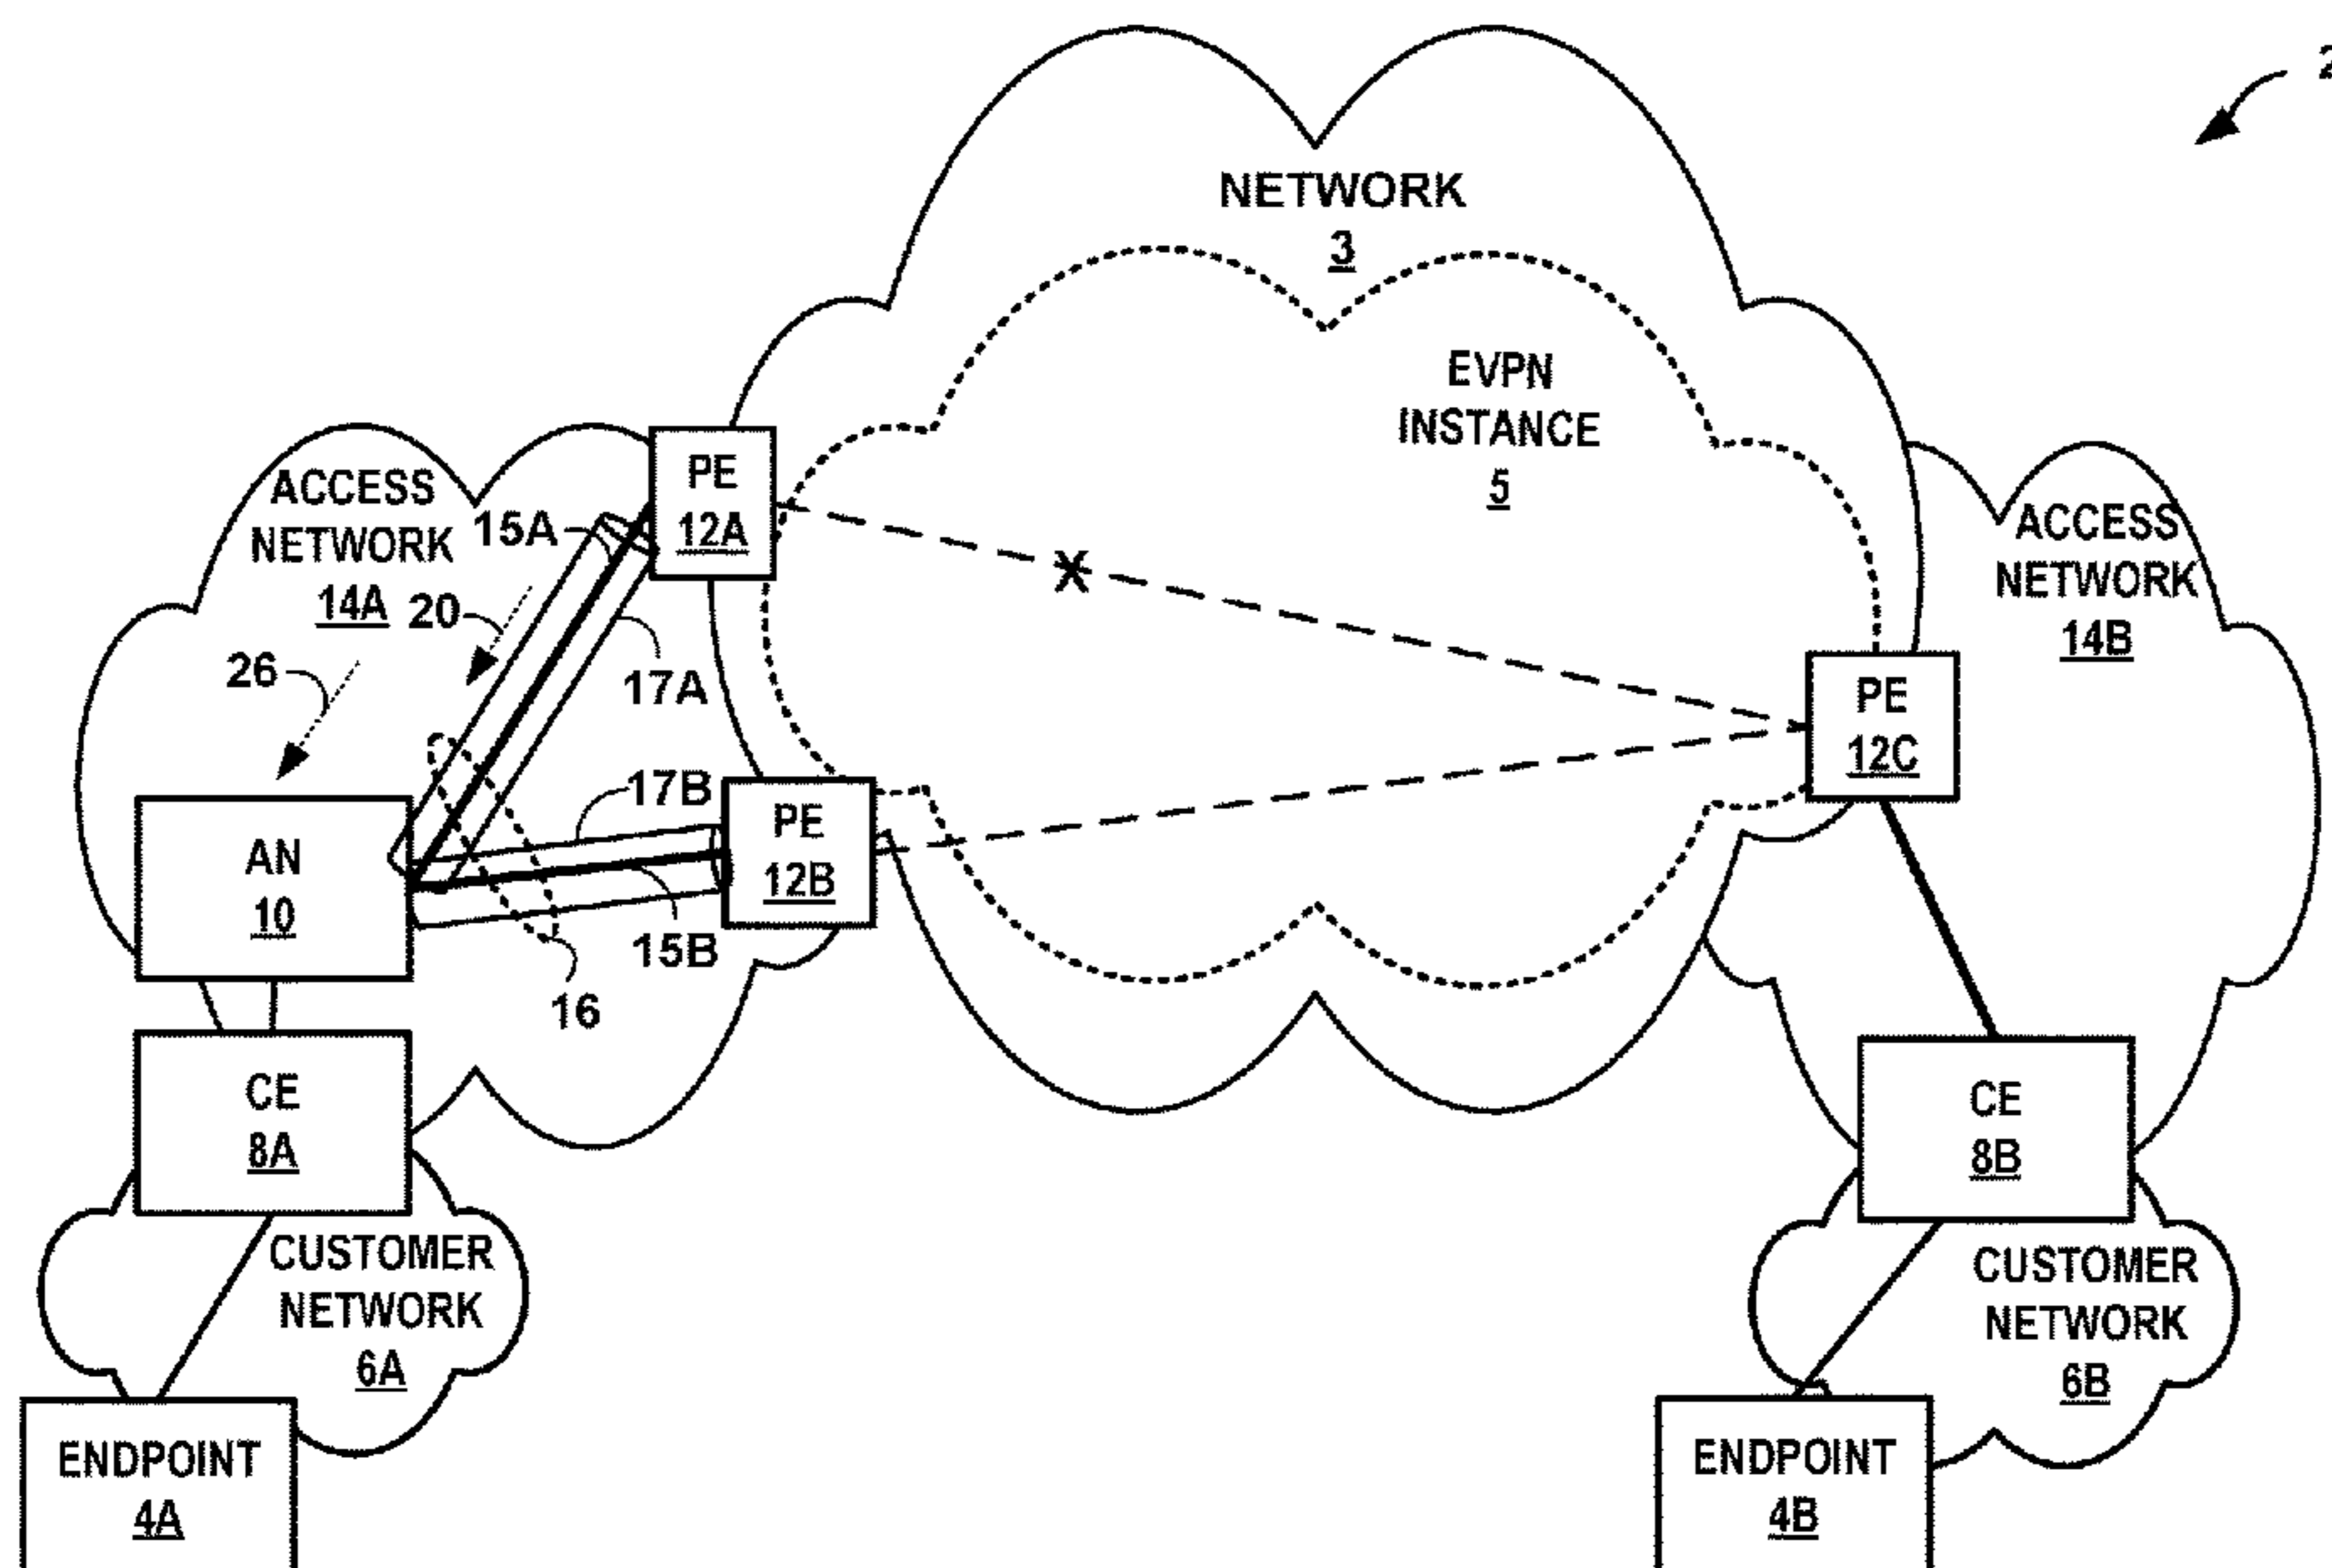 2
NETWORK
3
EVPN
INSTANCE
5
ACCESS
NETWORK
14A
15A
20
26
17A
17B
15B
16
PE
12A
PE
12B
PE
12C
ACCESS
NETWORK
14B
AN
10
CE
8A
CUSTOMER
NETWORK
6A
ENDPOINT
4A
X
CE
8B
CUSTOMER
NETWORK
6B
ENDPOINT
4B